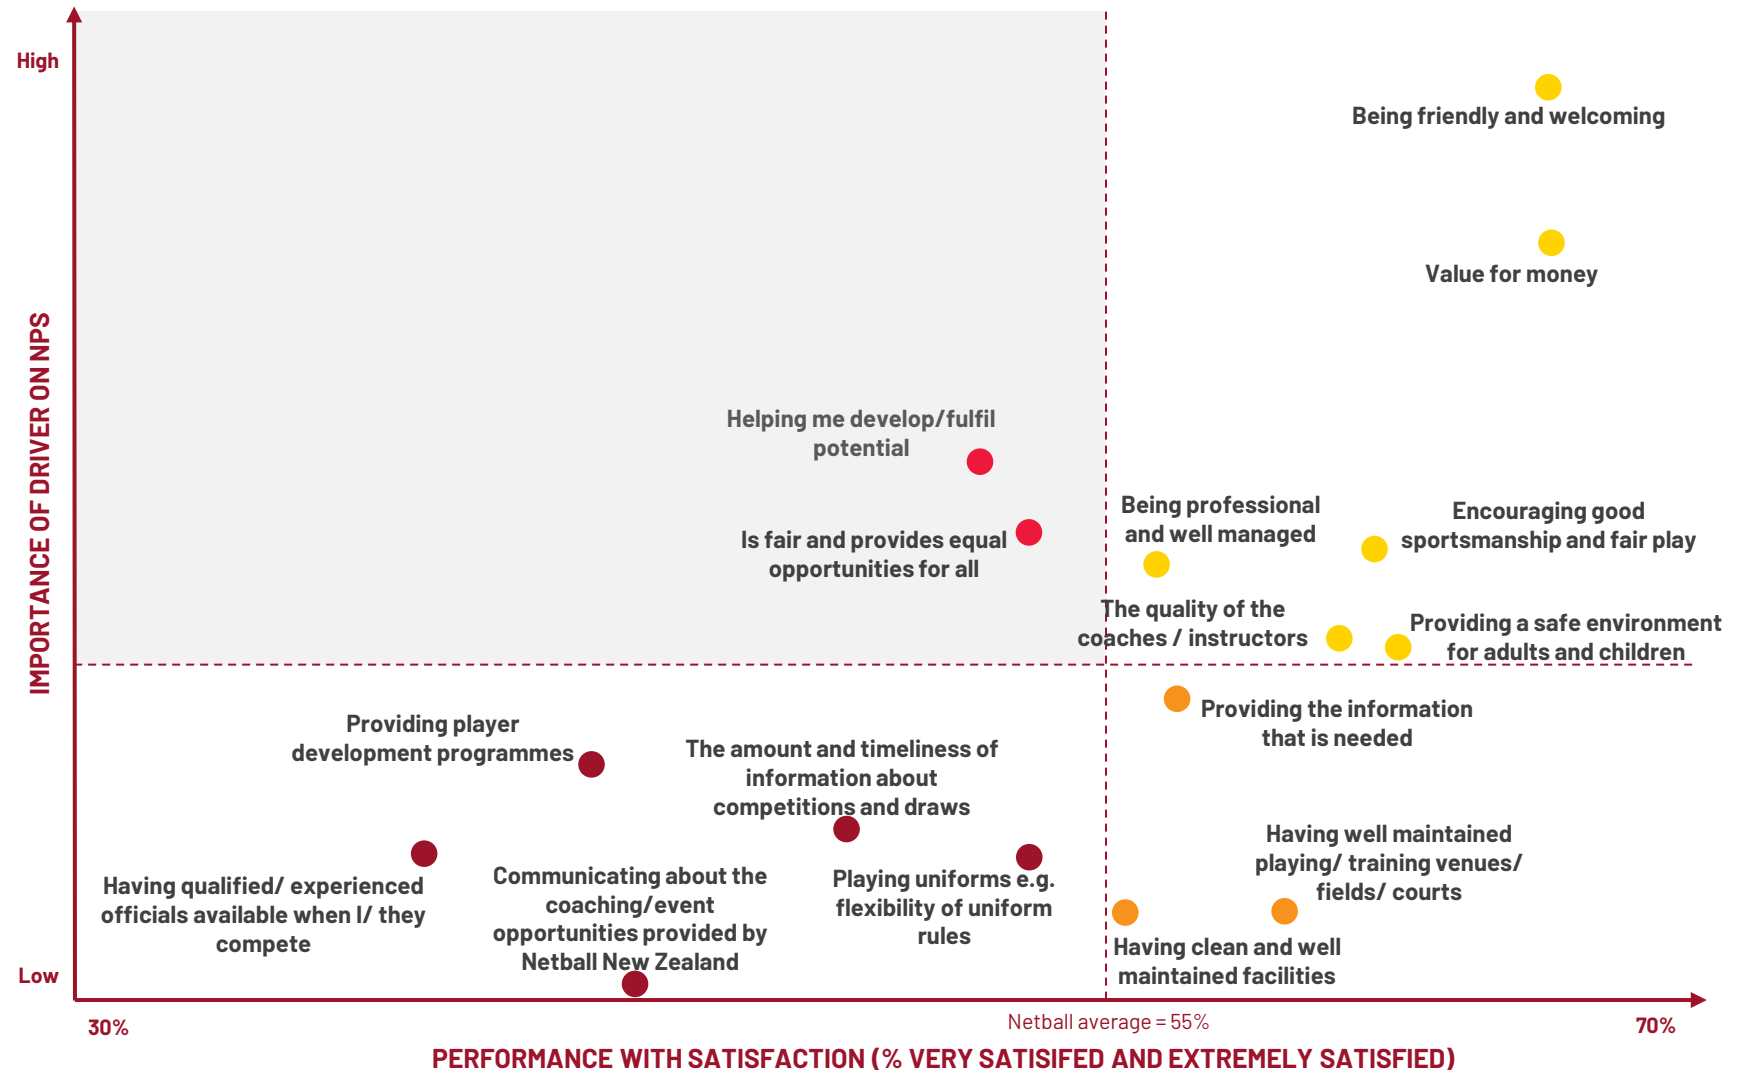 High
Being friendly and welcoming
Value for money
IMPORTANCE OF DRIVER ON NPS
Helping me develop/fulfil
potential
Is fair and provides equal
opportunities for all
Being professional
and well managed
Encouraging good
sportsmanship and fair play
The quality of the
coaches / instructors
Providing a safe environment
for adults and children
Providing the information
that is needed
Providing player
development programmes
The amount and timeliness of
information about
competitions and draws
Having well maintained
playing/ training venues/
fields/ courts
Having qualified/ experienced
officials available when I/ they
compete
Communicating about the
coaching/event
opportunities provided by
Netball New Zealand
Playing uniforms e.g.
flexibility of uniform
rules
Having clean and well
maintained facilities
Low
30%
Netball average = 55%
70%
PERFORMANCE WITH SATISFACTION (% VERY SATISIFED AND EXTREMELY SATISFIED)